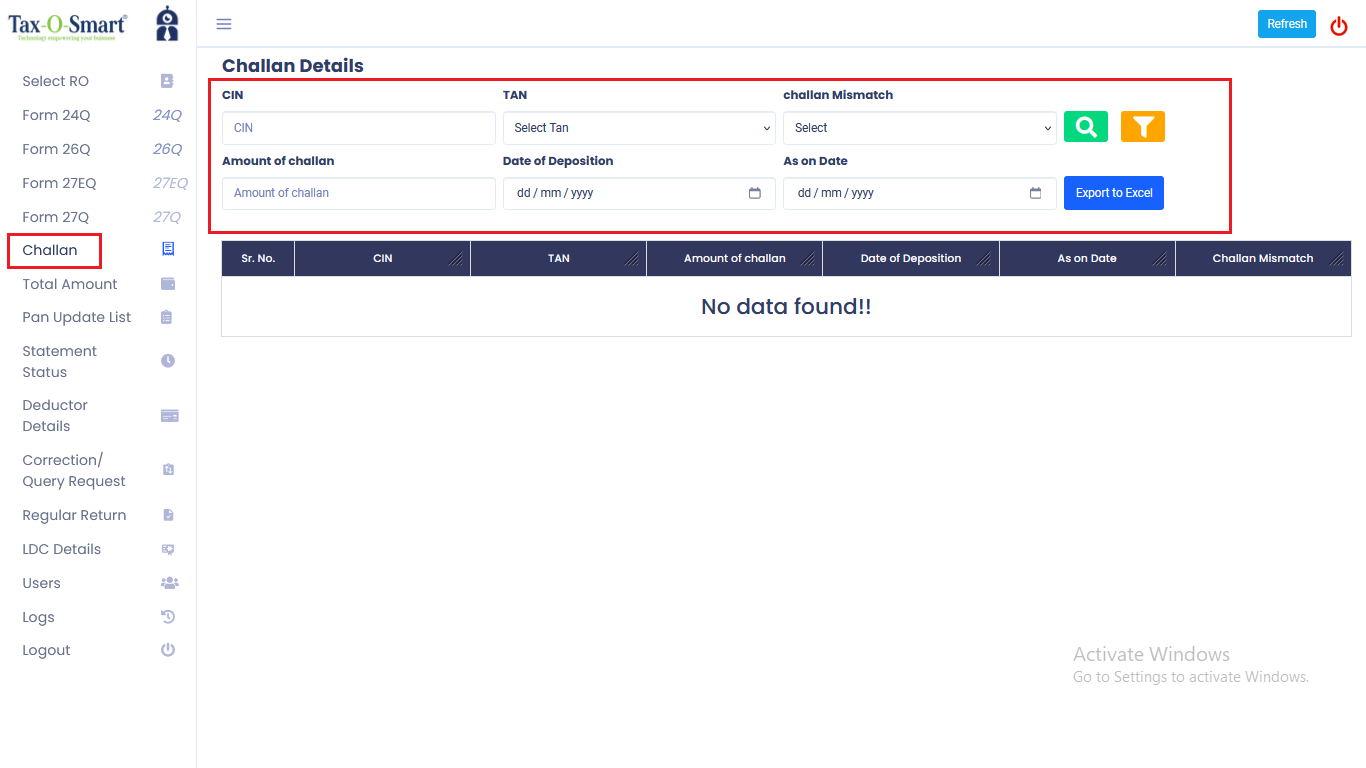 Tax-O-Smart
Technology empowering your business
Refresh
Select RO
Form 24Q 24Q
Form 26Q 26Q
Form 27EQ 27EQ
Form 27Q 27Q
Challan
Total Amount
Pan Update List
Statement
Status
Deductor
Details
Correction/
Query Request
Regular Return
LDC Details
Users
Logs
Logout
Challan Details
CIN TAN challan Mismatch
CIN Select Tan Select
Amount of challan Date of Deposition As on Date
Amount of challan dd / mm / yyyy dd / mm / yyyy Export to Excel
Sr. No. CIN TAN Amount of challan Date of Deposition As on Date Challan Mismatch
No data found!!
Activate Windows
Go to Settings to activate Windows.